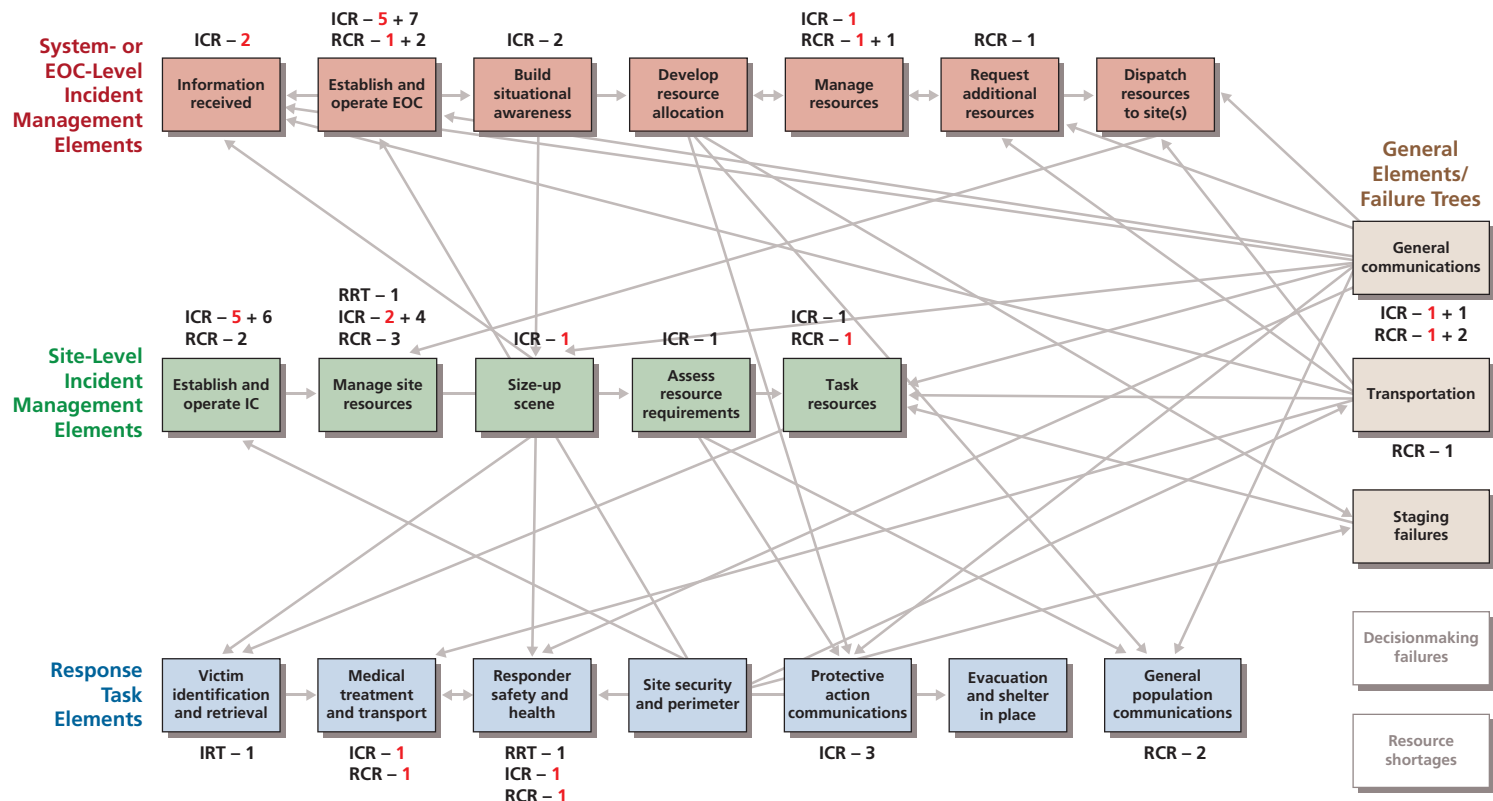 System- or
EOC-Level
Incident
Management
Elements
ICR – 2
Information
received
ICR – 5 + 7
RCR – 1 + 2
Establish and
operate EOC
ICR – 2
Build
situational
awareness
Develop
resource
allocation
ICR – 1
RCR – 1 + 1
Manage
resources
RCR – 1
Request
additional
resources
Dispatch
resources
to site(s)
General
Elements/
Failure Trees
General
communications
ICR – 1 + 1
RCR – 1 + 2
Transportation
RCR – 1
Staging
failures
Decisionmaking
failures
Resource
shortages
Site-Level
Incident
Management
Elements
ICR – 5 + 6
RCR – 2
Establish and
operate IC
RRT – 1
ICR – 2 + 4
RCR – 3
Manage site
resources
ICR – 1
Size-up
scene
ICR – 1
Assess
resource
requirements
ICR – 1
RCR – 1
Task
resources
Response
Task
Elements
Victim
identification
and retrieval
IRT – 1
Medical
treatment
and transport
ICR – 1
RCR – 1
Responder
safety and
health
RRT – 1
ICR – 1
RCR – 1
Site security
and perimeter
Protective
action
communications
ICR – 3
Evacuation
and shelter
in place
General
population
communications
RCR – 2